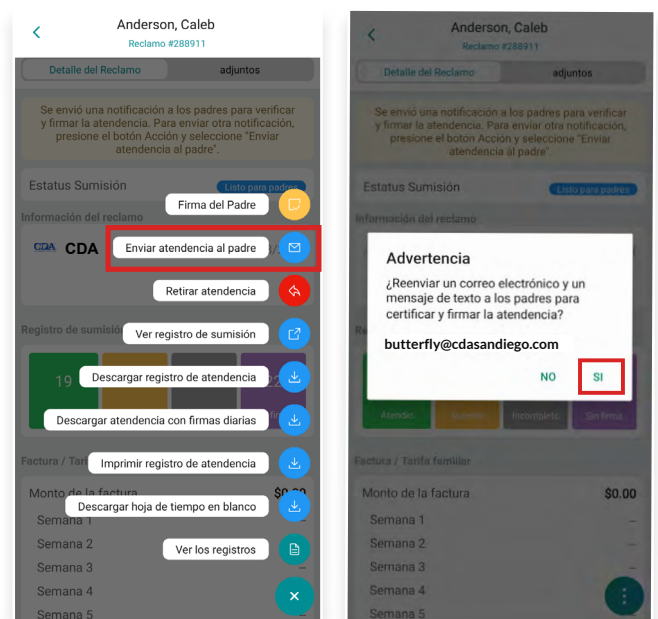 Anderson, Caleb
Reclamo #288911
Detalle del Reclamo
adjuntos
Se envió una notificación a los padres para verificar
y firmar la atendencia. Para enviar otra notificación,
presione el botón Acción y seleccione "Enviar
atendencia al padre".
Estatus Sumisión
Listo para padres
Firma del Padre
Información del reclamo
CDA CDA
Enviar atendencia al padre
Retirar atendencia
Registro de sumisión
Ver registro de sumisión
19
Descargar registro de atendencia
22
Descargar atendencia con firmas diarias
Factura / Tari
Imprimir registro de atendencia
Monto de la factura
$0.00
Descargar hoja de tiempo en blanco
Semana 1
Semana 2
Ver los registros
Semana 3
Semana 4
Semana 5
Anderson, Caleb
Reclamo #288911
Detalle del Reclamo
adjuntos
Se envió una notificación a los padres para verificar
y firmar la atendencia. Para enviar otra notificación,
presione el botón Acción y seleccione "Enviar
atendencia al padre".
Estatus Sumisión
Listo para padres
Información del reclamo
Advertencia
¿Reenviar un correo electrónico y un
mensaje de texto a los padres para
certificar y firmar la atendencia?
butterfly@cdasandiego.com
NO
SI
Atendio
Incomplete
Sin firma
Factura / Tarifa familiar
Monto de la factura
$0.00
Semana 1
–
Semana 2
–
Semana 3
–
Semana 4
Semana 5